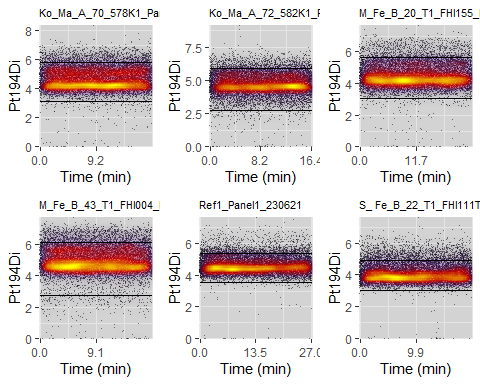 Ko_Ma_A_70_578K1_Pa
Ko_Ma_A_72_582K1_
M_Fe_B_20_T1_FHI155_
Pt194Di
8
6
4
2
0
0.0
9.2
Time (min)
Pt194Di
7.5
5.0
2.5
0.0
0.0
8.2
16.4
Time (min)
Pt194Di
6
4
2
0
0.0
11.7
Time (min)
M_Fe_B_43_T1_FHI004_
Ref1_Panel1_230621
S_ Fe_B_22_T1_FHI111T
Pt194Di
6
4
2
0
0.0
9.1
Time (min)
Pt194Di
6
4
2
0
0.0
13.5
27.0
Time (min)
Pt194Di
6
4
2
0
0.0
9.9
Time (min)